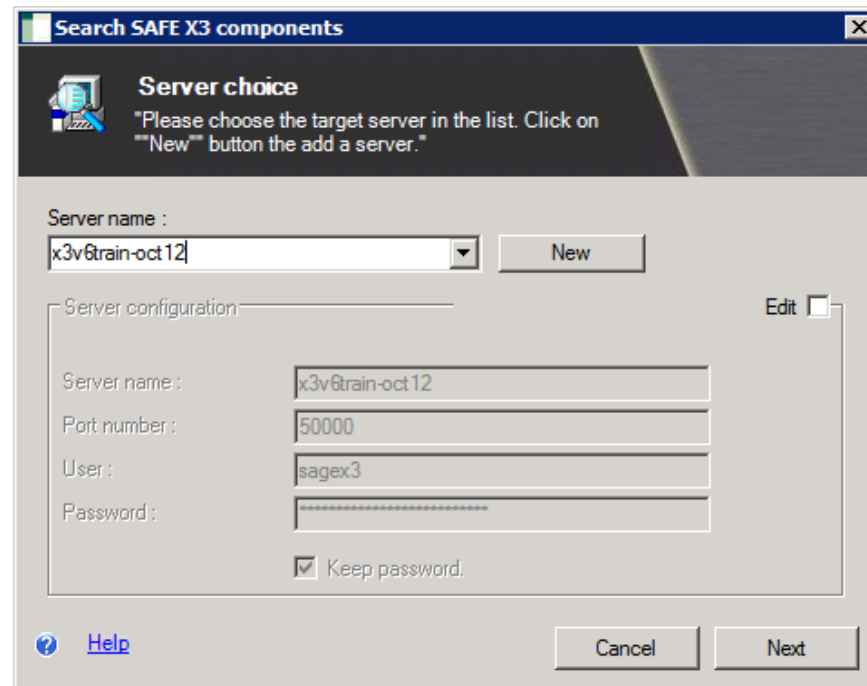 Search SAFE X3 components
Server choice
"Please choose the target server in the list. Click on
""New"" button the add a server."
Server name :
x3v6train-oct12
New
Server configuration
Edit
Server name :
x3v6train-oct12
Port number :
50000
User :
sagex3
Password :
**************************
Keep password.
Help
Cancel
Next